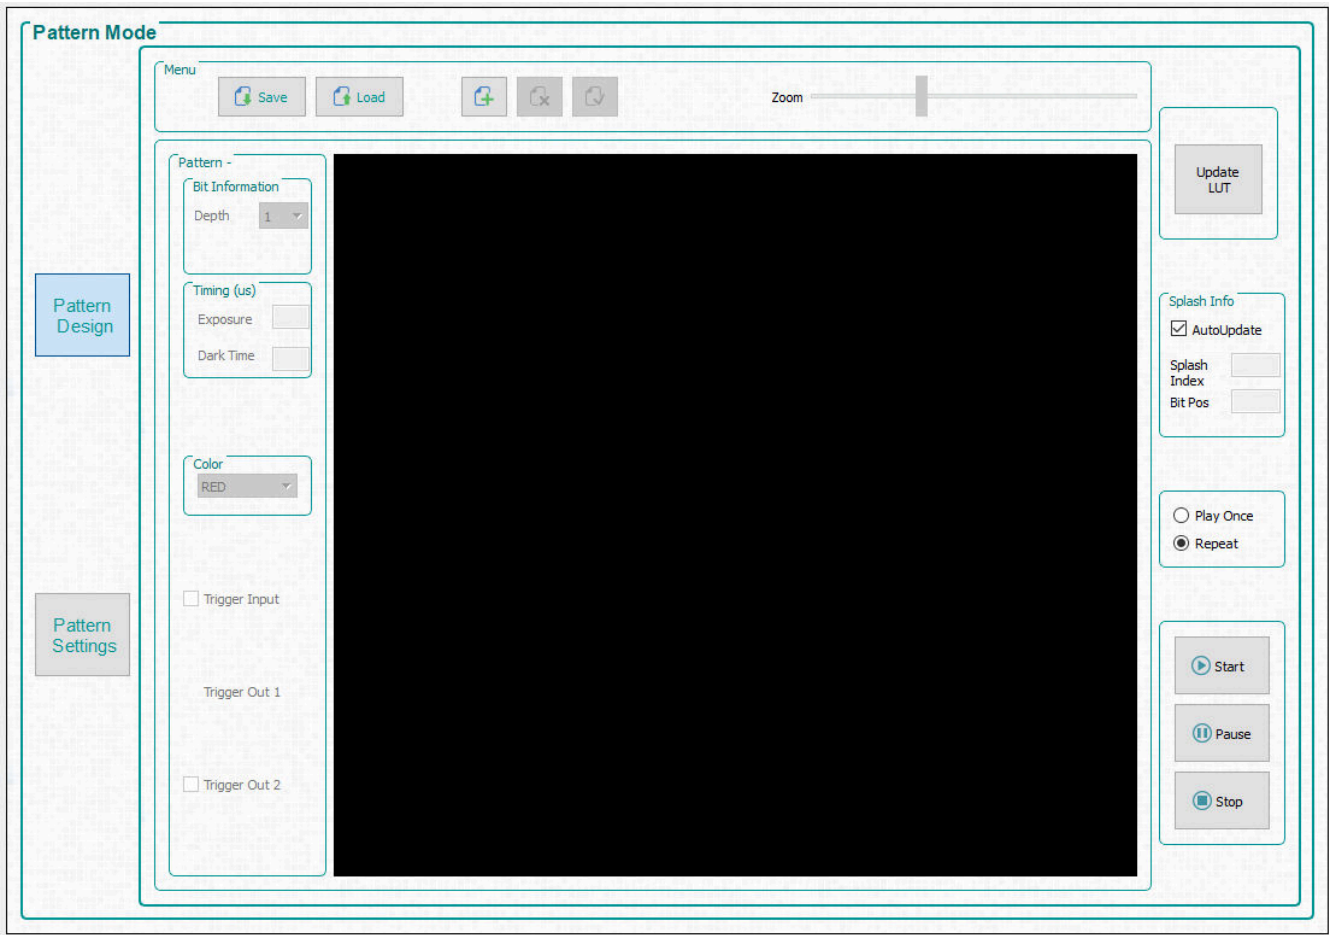 Pattern Mode
Menu
Save
Load
Zoom
Pattern -
Bit Information
Depth
1
Timing (us)
Exposure
Dark Time
Color
RED
Trigger Input
Trigger Out 1
Trigger Out 2
Pattern
Design
Pattern
Settings
Update
LUT
Splash Info
AutoUpdate
Splash
Index
Bit Pos
Play Once
Repeat
Start
Pause
Stop